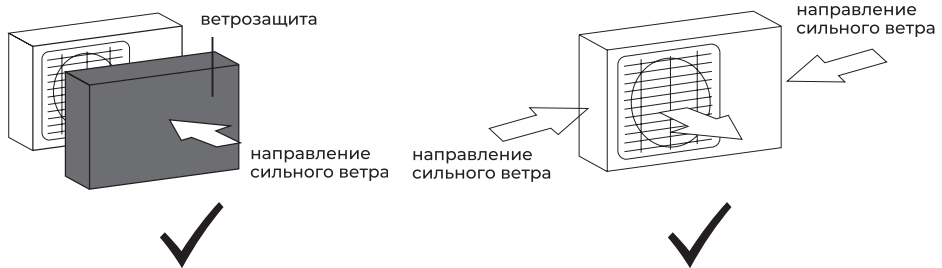 ветрозащита
направление
сильного ветра
направление
сильного ветра
направление
сильного ветра